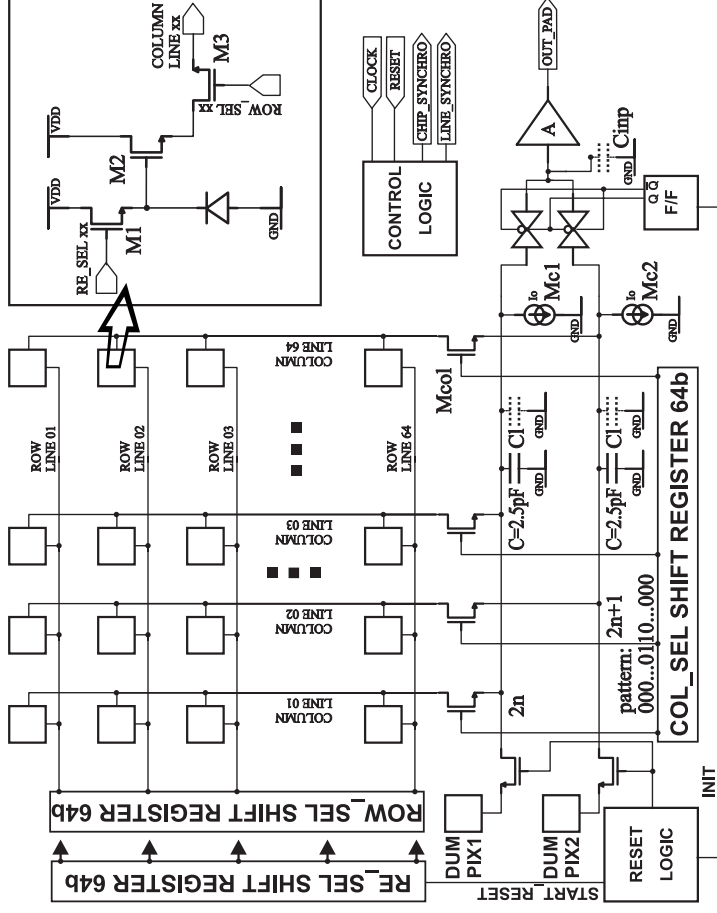 COLUMN
LINE xx
M3
xx
ROW_SEL
VDD
VDD
M2
M1
RE_SEL xx
GND
CLOCK
RESET
CHIP_SYNCHRO
LINE_SYNCHRO
CONTROL
LOGIC
OUT_PAD
A
Cinp
GND
Q Q
F/F
Mc1
Io
GND
Mc2
Io
GND
ROW
LINE 01
ROW
LINE 02
ROW
LINE 03
ROW
LINE 64
COLUMN
LINE 01
COLUMN
LINE 02
COLUMN
LINE 03
COLUMN
LINE 64
Mcol
C=2.5pF
GND
C1
GND
C=2.5pF
GND
C1
GND
2n
2n+1
pattern:
000...0110...000
COL_SEL SHIFT REGISTER 64b
ROW_SEL SHIFT REGISTER 64b
RE_SEL SHIFT REGISTER 64b
DUM
PIX1
DUM
PIX2
START_RESET
RESET
LOGIC
INIT